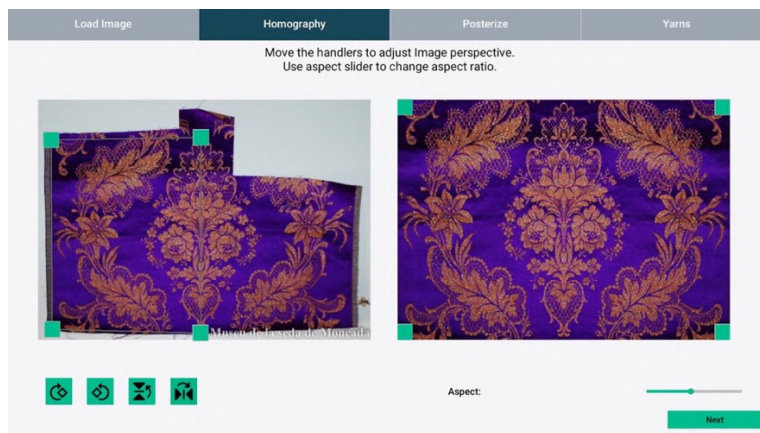 Load Image
Homography
Posterize
Yarns
Move the handlers to adjust Image perspective.
Use aspect slider to change aspect ratio.
Museu de la seda de Moncada
Aspect:
Next